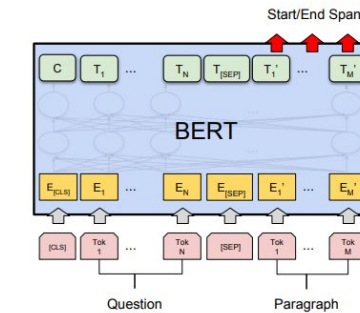 Start/End Span
C T1 ... TN T[SEP] T1' ... TM'
BERT
E[CLS] E1 ... EN E[SEP] E1' ... EM'
[CLS] Tok 1 ... Tok N [SEP] Tok 1 ... Tok M
Question Paragraph